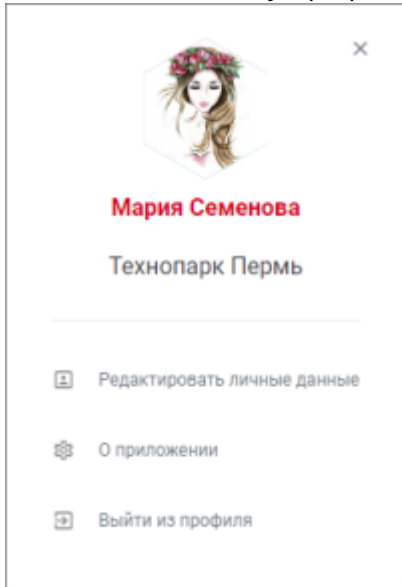 Мария Семенова
Технопарк Пермь
Редактировать личные данные
О приложении
Выйти из профиля